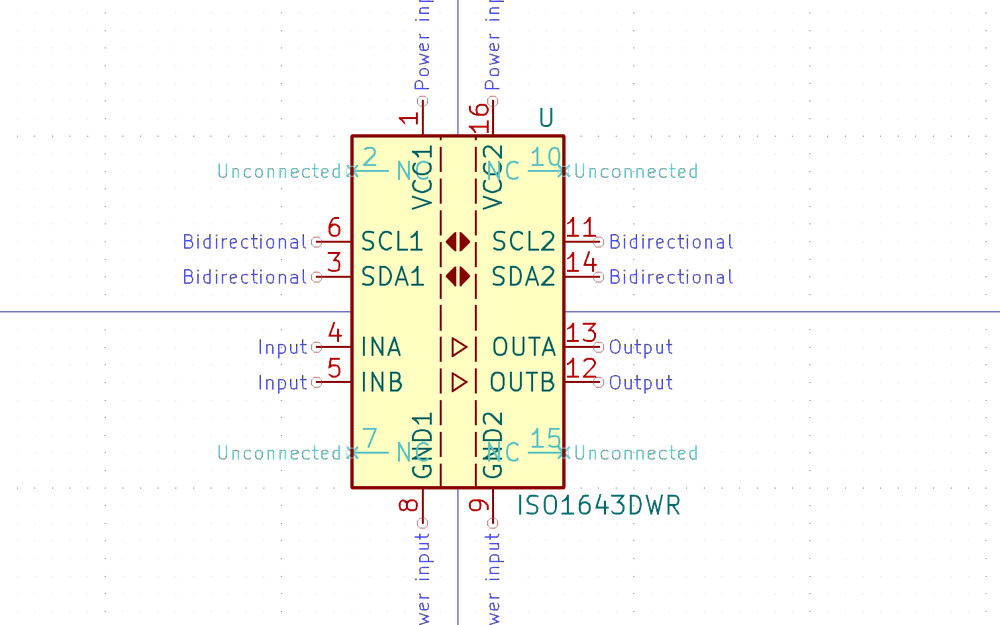 Power inp
Power inp
1
16
U
Unconnected 2 NC
NC 10 Unconnected
VCC1
VCC2
Bidirectional 6 SCL1
SCL2 11 Bidirectional
Bidirectional 3 SDA1
SDA2 14 Bidirectional
Input 4 INA
OUTA 13 Output
Input 5 INB
OUTB 12 Output
Unconnected 7 NC
NC 15 Unconnected
GND1
GND2
8
9
ISO1643DWR
wer input
wer input